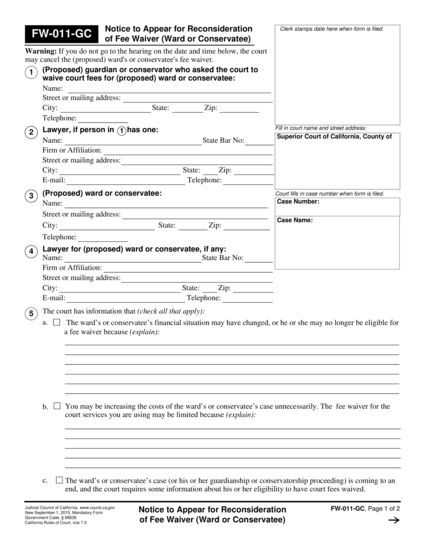 FW-011-GC
Notice to Appear for Reconsideration
of Fee Waiver (Ward or Conservatee)
Clerk stamps date here when form is filed.
Warning: If you do not go to the hearing on the date and time below, the court
may cancel the (proposed) ward's or conservatee's fee waiver.
1 (Proposed) guardian or conservator who asked the court to
waive court fees for (proposed) ward or conservatee:
Name:
Street or mailing address:
City: State: Zip:
Telephone:
2 Lawyer, if person in 1 has one:
Name: State Bar No:
Firm or Affiliation:
Street or mailing address:
City: State: Zip:
E-mail: Telephone:
Fill in court name and street address:
Superior Court of California, County of
3 (Proposed) ward or conservatee:
Name:
Street or mailing address:
City: State: Zip:
Telephone:
Court fills in case number when form is filed.
Case Number:
Case Name:
4 Lawyer for (proposed) ward or conservatee, if any:
Name: State Bar No:
Firm or Affiliation:
Street or mailing address:
City: State: Zip:
E-mail: Telephone:
5 The court has information that (check all that apply):
a. The ward's or conservatee's financial situation may have changed, or he or she may no longer be eligible for
a fee waiver because (explain):
b. You may be increasing the costs of the ward's or conservatee's case unnecessarily. The fee waiver for the
court services you are using may be limited because (explain):
c. The ward's or conservatee's case (or his or her guardianship or conservatorship proceeding) is coming to an
end, and the court requires some information about his or her eligibility to have court fees waived.
Judicial Council of California, www.courts.ca.gov
New September 1, 2015, Mandatory Form
Government Code, § 68636
California Rules of Court, rule 7.5
Notice to Appear for Reconsideration
of Fee Waiver (Ward or Conservatee)
FW-011-GC, Page 1 of 2